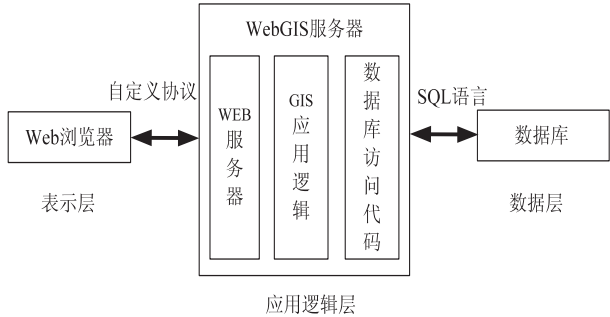 WebGIS服务器
自定义协议
Web浏览器
表示层
WEB
服务器
GIS
应用逻辑
数据库访问代码
SQL语言
数据库
数据层
应用逻辑层